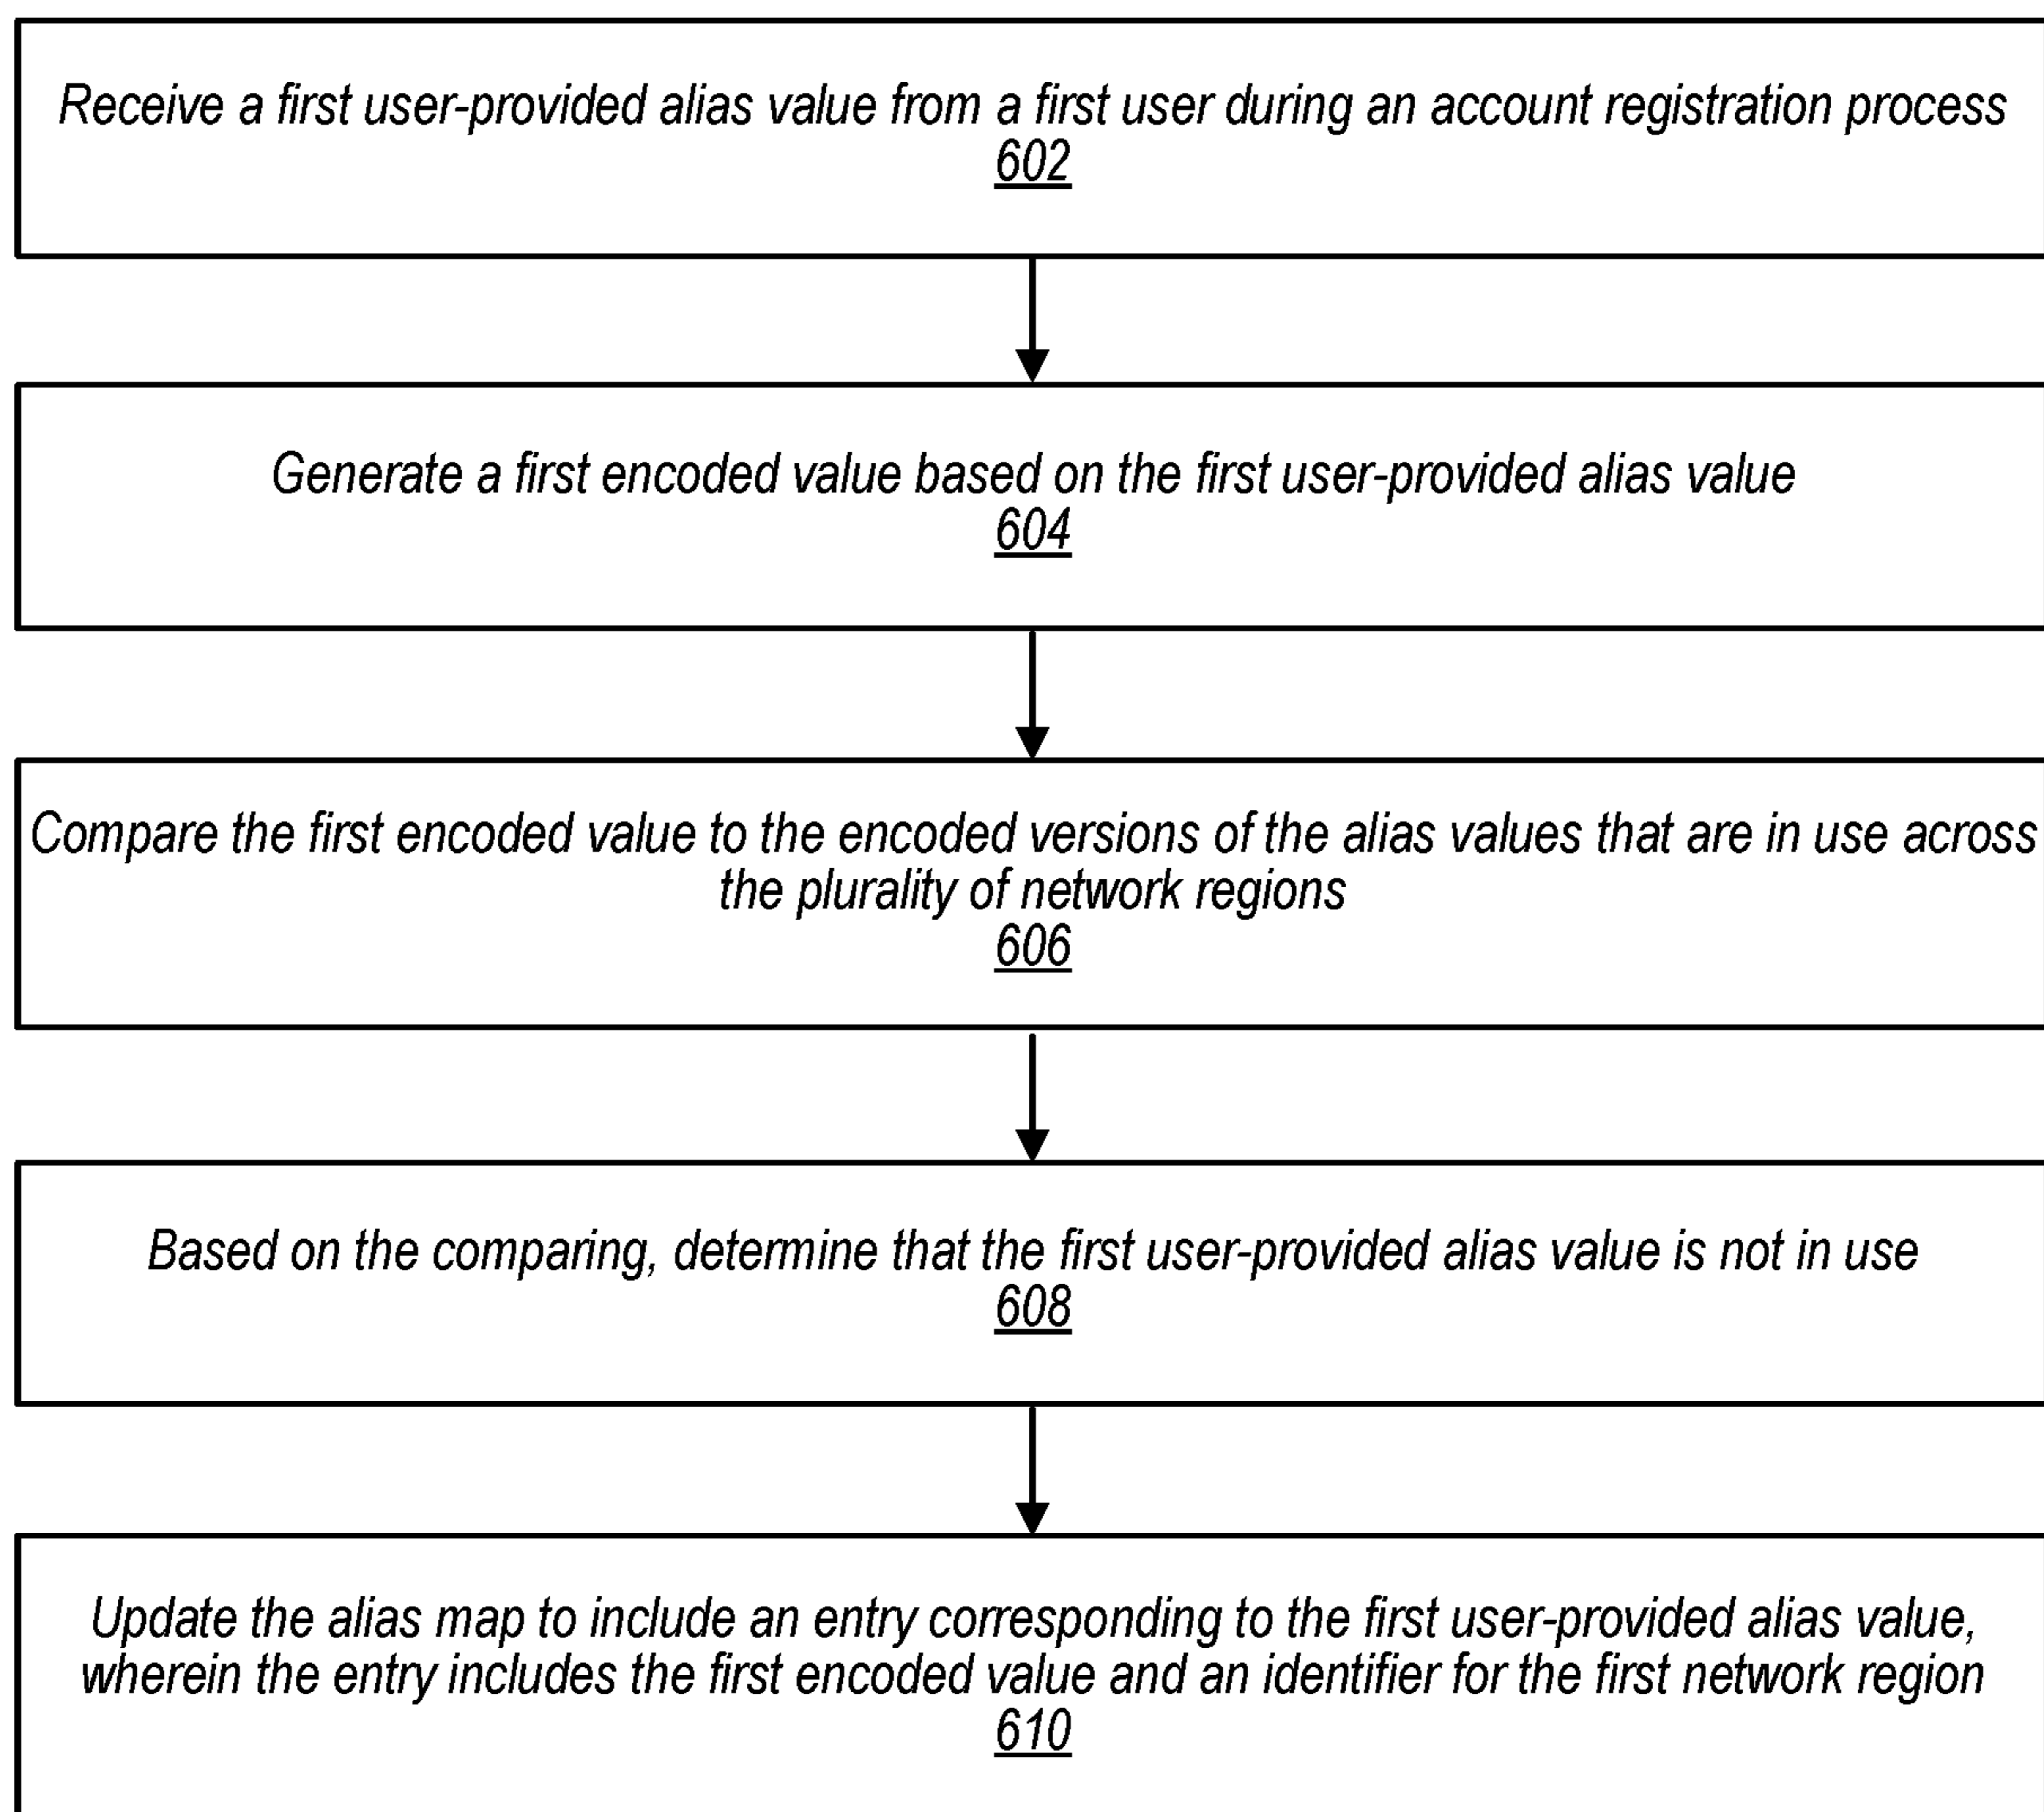 Receive a first user-provided alias value from a first user during an account registration process
602
Generate a first encoded value based on the first user-provided alias value
604
Compare the first encoded value to the encoded versions of the alias values that are in use across
the plurality of network regions
606
Based on the comparing, determine that the first user-provided alias value is not in use
608
Update the alias map to include an entry corresponding to the first user-provided alias value,
wherein the entry includes the first encoded value and an identifier for the first network region
610